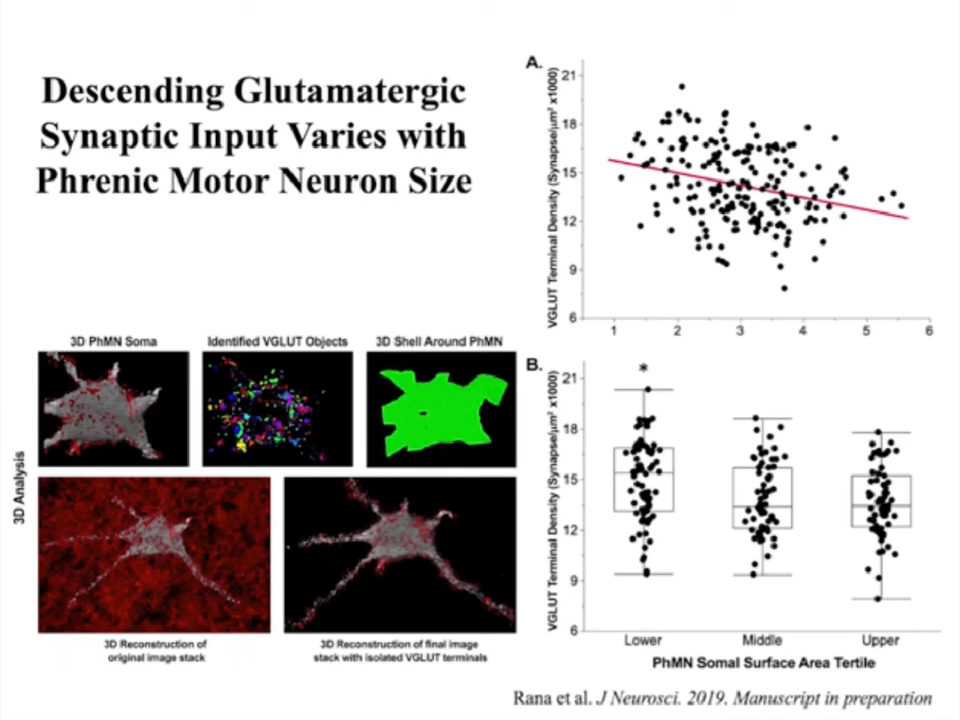 Descending Glutamatergic
Synaptic Input Varies with
Phrenic Motor Neuron Size
3D Analysis
3D PhMN Soma
Identified VGLUT Objects
3D Shell Around PhMN
3D Reconstruction of
original image stack
3D Reconstruction of final image
stack with isolated VGLUT terminals
A.
VGLUT Terminal Density (Synapse/µm² x1000)
21
18
15
12
9
6
1 2 3 4 5 6
B.
VGLUT Terminal Density (Synapse/µm² x1000)
21
18
15
12
9
6
*
Lower Middle Upper
PhMN Somal Surface Area Tertile
Rana et al. J Neurosci. 2019. Manuscript in preparation